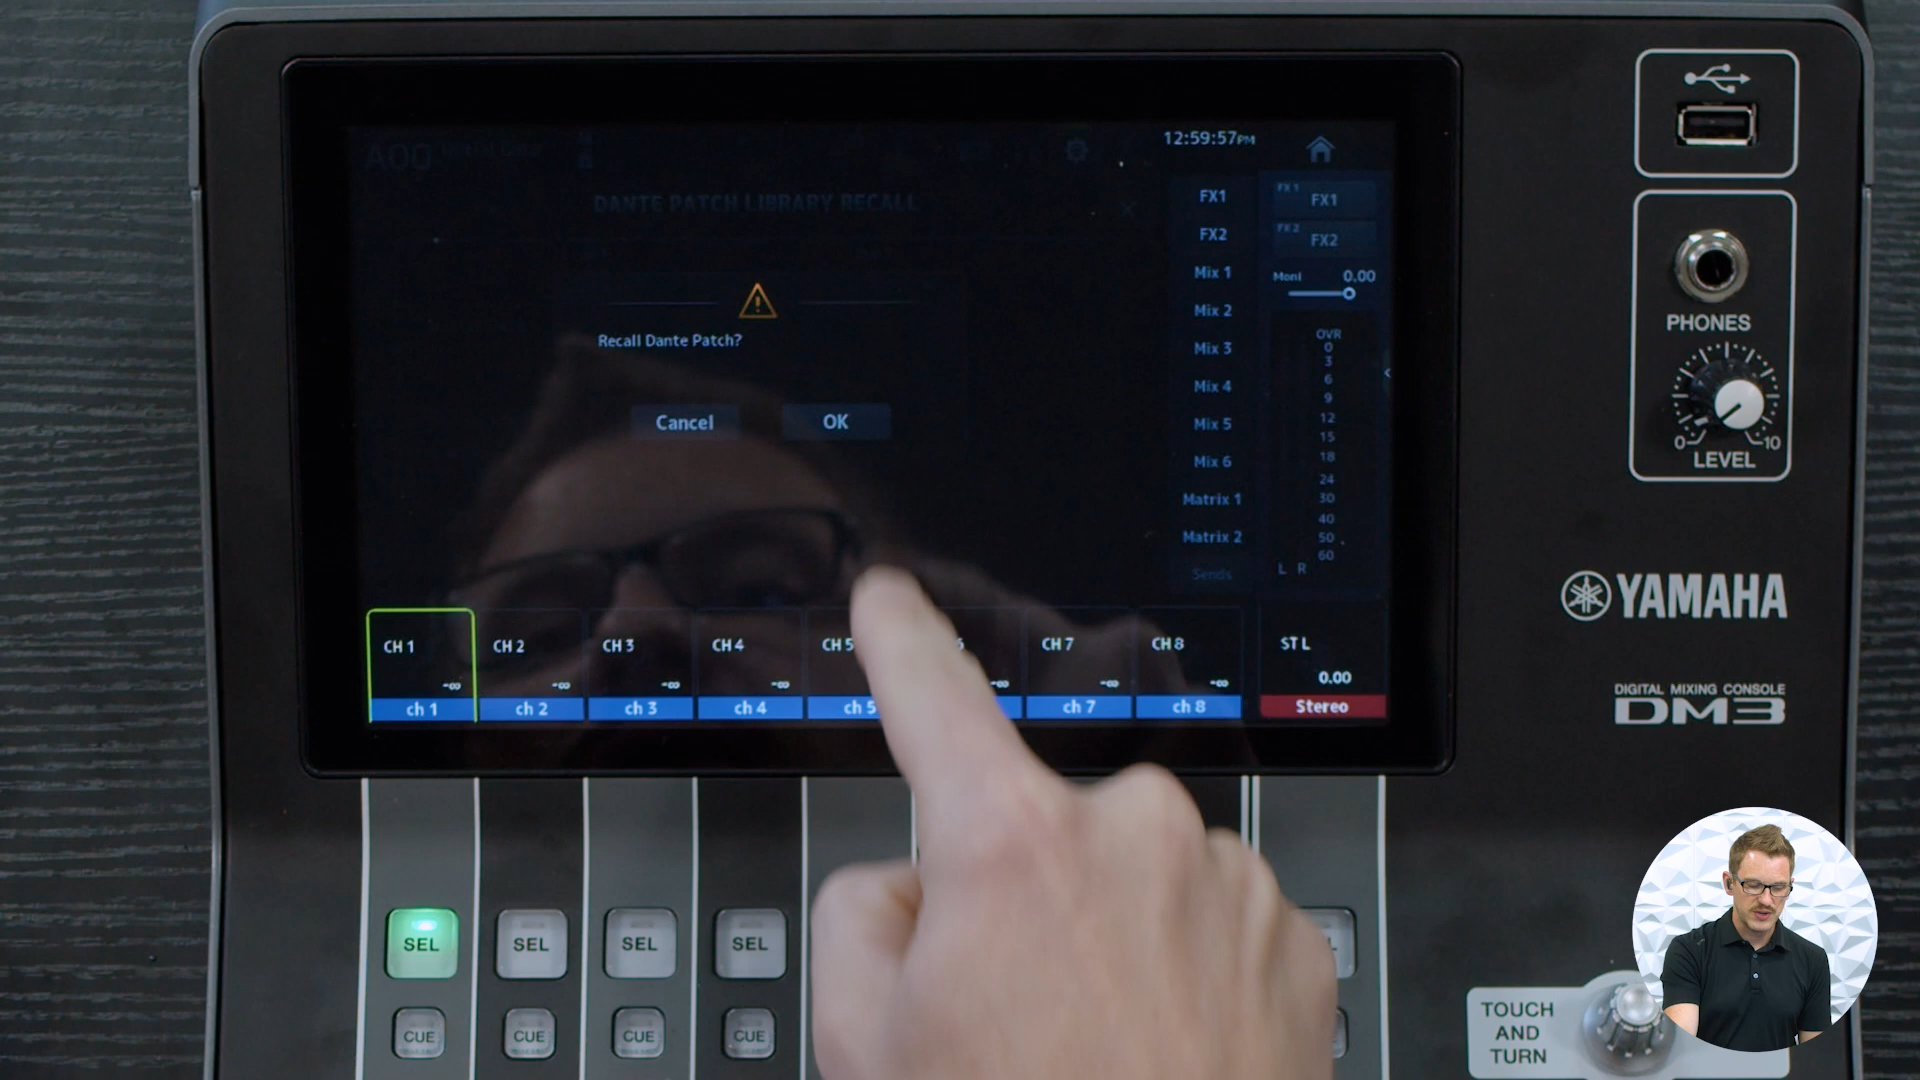 12:59:57PM
DANTE PATCH LIBRARY RECALL
Recall Dante Patch?
Cancel
OK
FX1
FX2
Mix 1
Mix 2
Mix 3
Mix 4
Mix 5
Mix 6
Matrix 1
Matrix 2
Sends
FX 1
FX1
FX 2
FX2
Moni 0.00
OVR
0
3
6
9
12
15
18
24
30
40
50
60
L R
CH 1
-∞
ch 1
CH 2
-∞
ch 2
CH 3
-∞
ch 3
CH 4
-∞
ch 4
CH 5
ch 5
-∞
CH 7
-∞
ch 7
CH 8
-∞
ch 8
ST L
0.00
Stereo
PHONES
0 10
LEVEL
YAMAHA
DIGITAL MIXING CONSOLE
DM3
SEL
SEL
SEL
SEL
CUE
CUE
CUE
CUE
TOUCH
AND
TURN